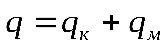 q = qк + qм